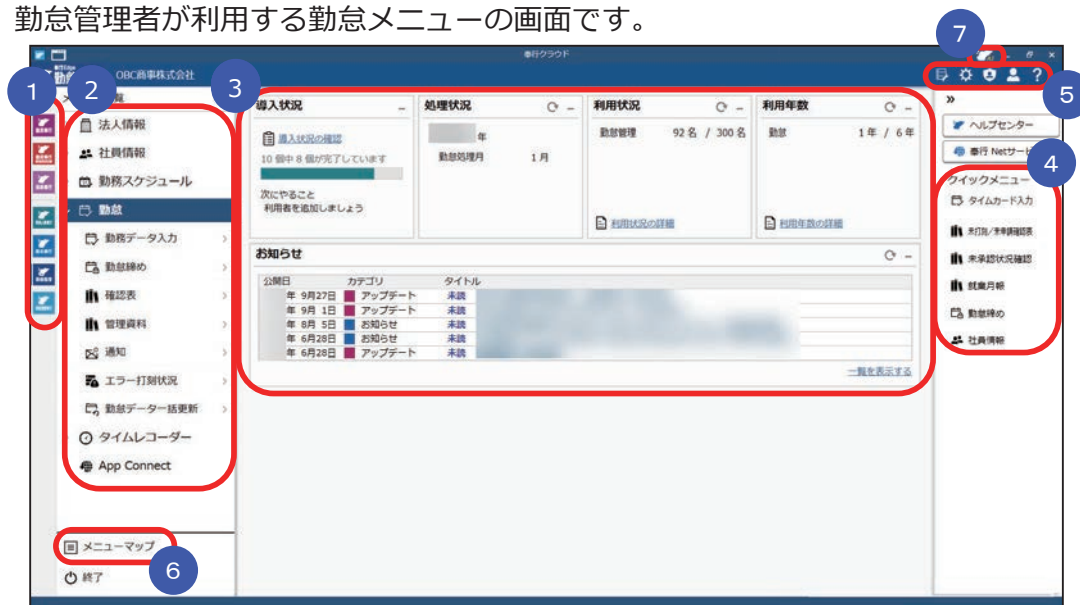 勤怠管理者が利用する勤怠メニューの画面です。
7
奉行クラウド
OBC商事株式会社
1
2
3
5
法人情報
社員情報
勤務スケジュール
勤怠
勤務データ入力
勤怠締め
確認表
管理資料
通知
エラー打刻状況
勤怠データ一括更新
タイムレコーダー
App Connect
メニューマップ
6
終了
導入状況
導入状況の確認
10 個中 8 個が完了しています
次にやること
利用者を追加しましょう
処理状況
年
勤怠処理月 1 月
利用状況
勤怠管理 92 名 / 300 名
利用状況の詳細
利用年数
勤怠 1 年 / 6 年
利用年数の詳細
お知らせ
公開日 カテゴリ タイトル
年 9月27日 アップデート 未読
年 9月 1日 アップデート 未読
年 8月 5日 お知らせ 未読
年 6月28日 お知らせ 未読
年 6月28日 アップデート 未読
一覧を表示する
»
ヘルプセンター
奉行 Netサー
4
クイックメニュー
タイムカード入力
未打刻/未申請確認表
未承認状況確認
就業月報
勤怠締め
社員情報